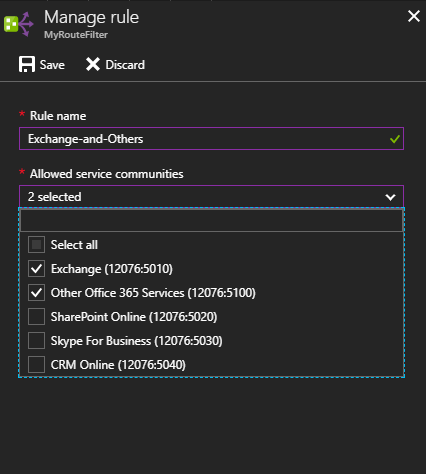 Manage rule
MyRouteFilter
Save Discard
* Rule name
Exchange-and-Others
* Allowed service communities
2 selected
Select all
Exchange (12076:5010)
Other Office 365 Services (12076:5100)
SharePoint Online (12076:5020)
Skype For Business (12076:5030)
CRM Online (12076:5040)